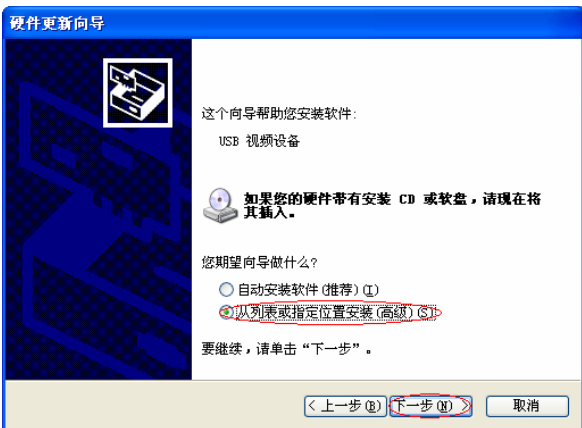 硬件更新向导
这个向导帮助您安装软件:
USB 视频设备
如果您的硬件带有安装 CD 或软盘，请现在将
其插入。
您期望向导做什么?
自动安装软件(推荐)(I)
从列表或指定位置安装(高级)(S)
要继续，请单击“下一步”。
< 上一步(B) 下一步(N) > 取消